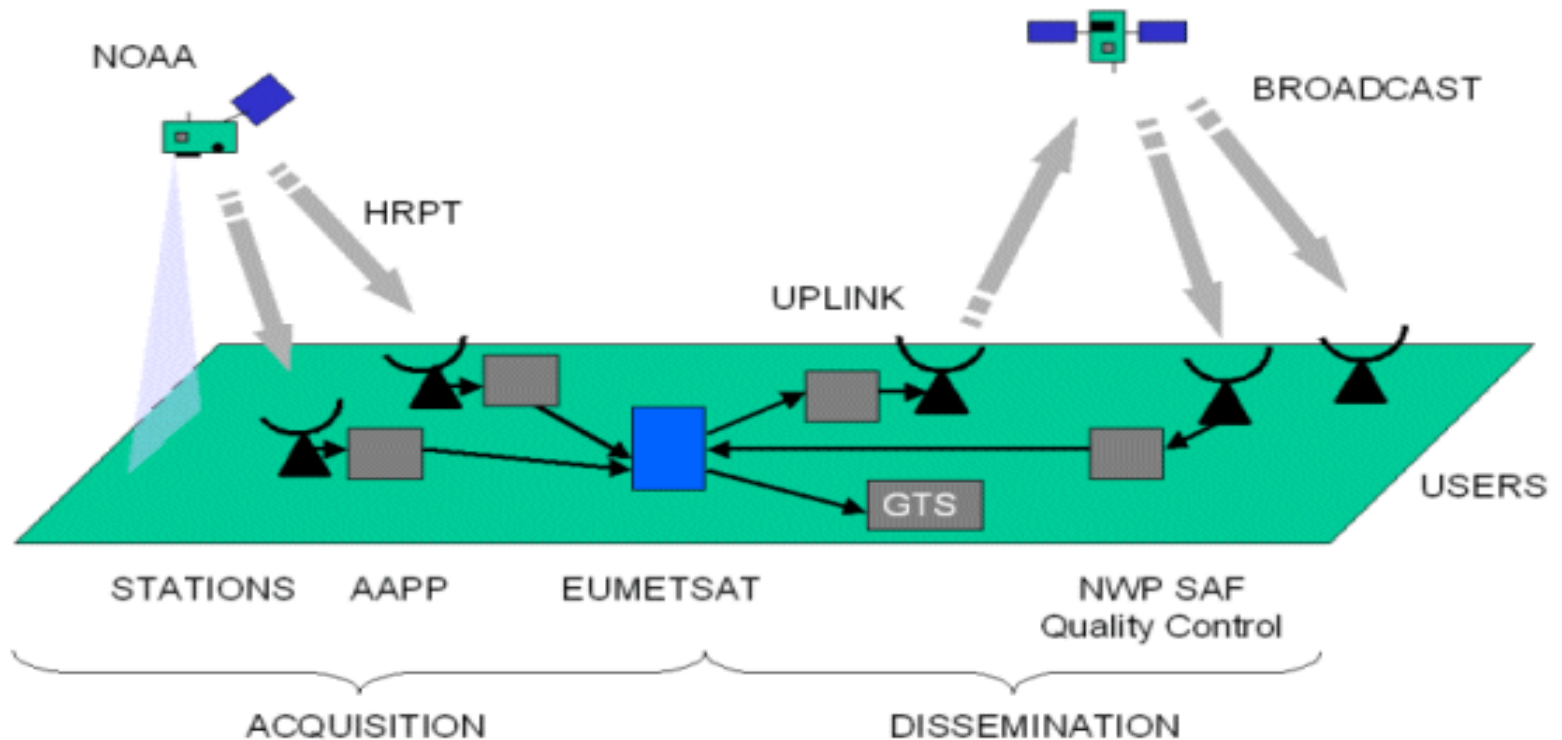 NOAA
BROADCAST
HRPT
UPLINK
USERS
GTS
STATIONS
AAPP
EUMETSAT
NWP SAF
Quality Control
ACQUISITION
DISSEMINATION